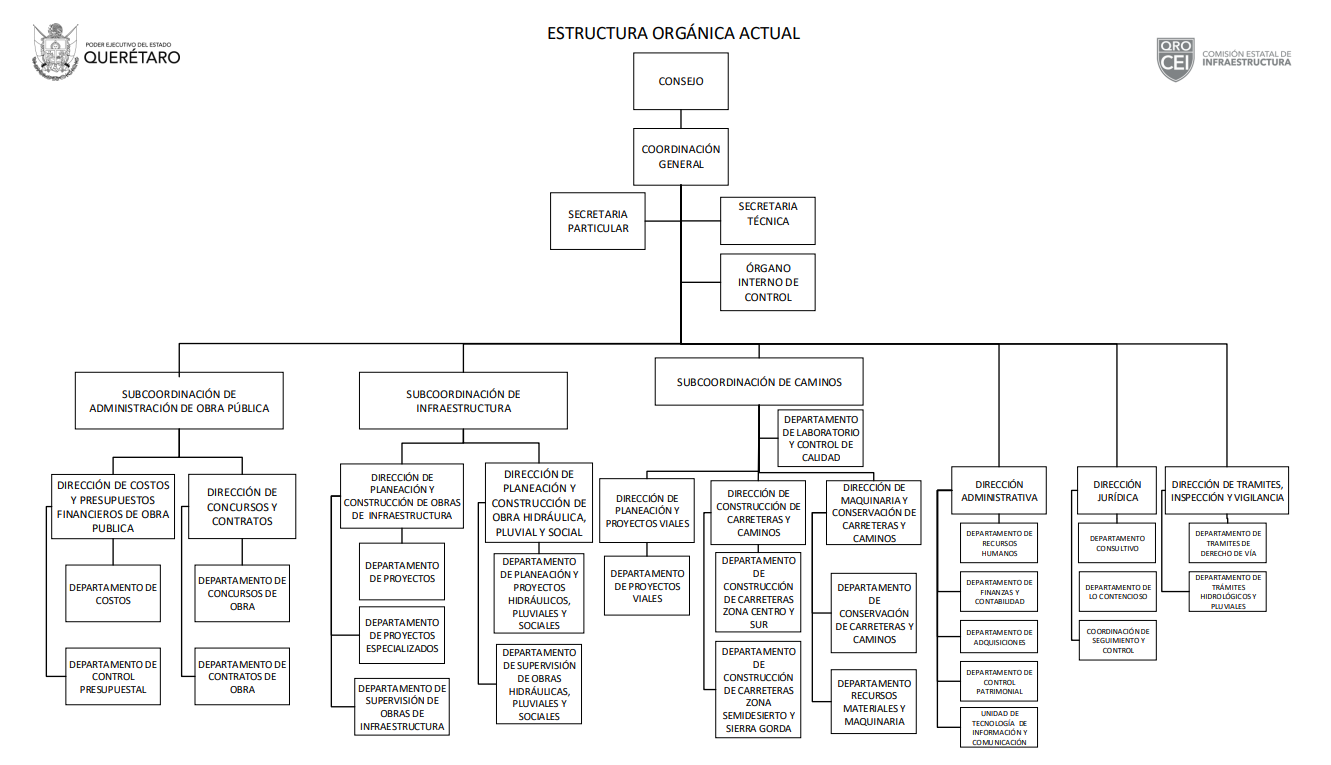 ESTRUCTURA ORGÁNICA ACTUAL
PODER EJECUTIVO DEL ESTADO
QUERÉTARO
QRO
CEI
COMISIÓN ESTATAL DE
INFRAESTRUCTURA
CONSEJO
COORDINACIÓN
GENERAL
SECRETARIA
PARTICULAR
SECRETARIA
TÉCNICA
ÓRGANO
INTERNO DE
CONTROL
SUBCOORDINACIÓN DE
ADMINISTRACIÓN DE OBRA PÚBLICA
DIRECCIÓN DE COSTOS
Y PRESUPUESTOS
FINANCIEROS DE OBRA
PUBLICA
DEPARTAMENTO DE
COSTOS
DEPARTAMENTO DE
CONTROL
PRESUPUESTAL
DIRECCIÓN DE
CONCURSOS Y
CONTRATOS
DEPARTAMENTO DE
CONCURSOS DE
OBRA
DEPARTAMENTO DE
CONTRATOS DE
OBRA
SUBCOORDINACIÓN DE
INFRAESTRUCTURA
DIRECCIÓN DE
PLANEACIÓN Y
CONSTRUCCIÓN DE OBRAS
DE INFRAESTRUCTURA
DEPARTAMENTO
DE PROYECTOS
DEPARTAMENTO
DE PROYECTOS
ESPECIALIZADOS
DEPARTAMENTO DE
SUPERVISIÓN DE
OBRAS DE
INFRAESTRUCTURA
DIRECCIÓN DE
PLANEACIÓN Y
CONSTRUCCIÓN DE
OBRA HIDRÁULICA,
PLUVIAL Y SOCIAL
DEPARTAMENTO
DE PLANEACIÓN Y
PROYECTOS
HIDRÁULICOS,
PLUVIALES Y
SOCIALES
DEPARTAMENTO
DE SUPERVISIÓN
DE OBRAS
HIDRÁULICAS,
PLUVIALES Y
SOCIALES
SUBCOORDINACIÓN DE CAMINOS
DEPARTAMENTO
DE LABORATORIO
Y CONTROL DE
CALIDAD
DIRECCIÓN DE
PLANEACIÓN Y
PROYECTOS VIALES
DEPARTAMENTO
DE PROYECTOS
VIALES
DIRECCIÓN DE
CONSTRUCCIÓN DE
CARRETERAS Y
CAMINOS
DEPARTAMENTO
DE
CONSTRUCCIÓN
DE CARRETERAS
ZONA CENTRO Y
SUR
DEPARTAMENTO
DE
CONSTRUCCIÓN
DE CARRETERAS
ZONA
SEMIDESIERTO Y
SIERRA GORDA
DIRECCIÓN DE
MAQUINARIA Y
CONSERVACIÓN DE
CARRETERAS Y
CAMINOS
DEPARTAMENTO
DE
CONSERVACIÓN
DE CARRETERAS Y
CAMINOS
DEPARTAMENTO
RECURSOS
MATERIALES Y
MAQUINARIA
DIRECCIÓN
ADMINISTRATIVA
DEPARTAMENTO DE
RECURSOS
HUMANOS
DEPARTAMENTO DE
FINANZAS Y
CONTABILIDAD
DEPARTAMENTO DE
ADQUISICIONES
DEPARTAMENTO DE
CONTROL
PATRIMONIAL
UNIDAD DE
TECNOLOGÍA DE
INFORMACIÓN Y
COMUNICACIÓN
DIRECCIÓN
JURÍDICA
DEPARTAMENTO
CONSULTIVO
DEPARTAMENTO DE
LO CONTENCIOSO
COORDINACIÓN DE
SEGUIMIENTO Y
CONTROL
DIRECCIÓN DE TRAMITES,
INSPECCIÓN Y VIGILANCIA
DEPARTAMENTO DE
TRAMITES DE
DERECHO DE VÍA
DEPARTAMENTO DE
TRÁMITES
HIDROLÓGICOS Y
PLUVIALES